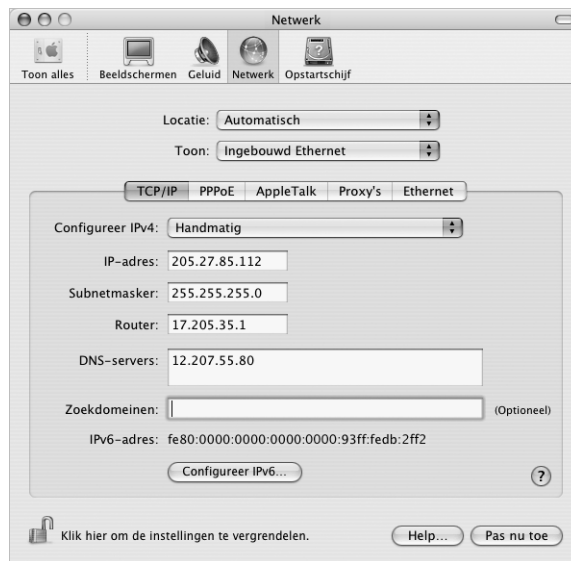 Netwerk
Toon alles Beeldschermen Geluid Netwerk Opstartschijf
Locatie: Automatisch
Toon: Ingebouwd Ethernet
TCP/IP PPPoE AppleTalk Proxy's Ethernet
Configureer IPv4: Handmatig
IP-adres: 205.27.85.112
Subnetmasker: 255.255.255.0
Router: 17.205.35.1
DNS-servers: 12.207.55.80
Zoekdomeinen: (Optioneel)
IPv6-adres: fe80:0000:0000:0000:0000:93ff:fedb:2ff2
Configureer IPv6... ?
Klik hier om de instellingen te vergrendelen. Help... Pas nu toe